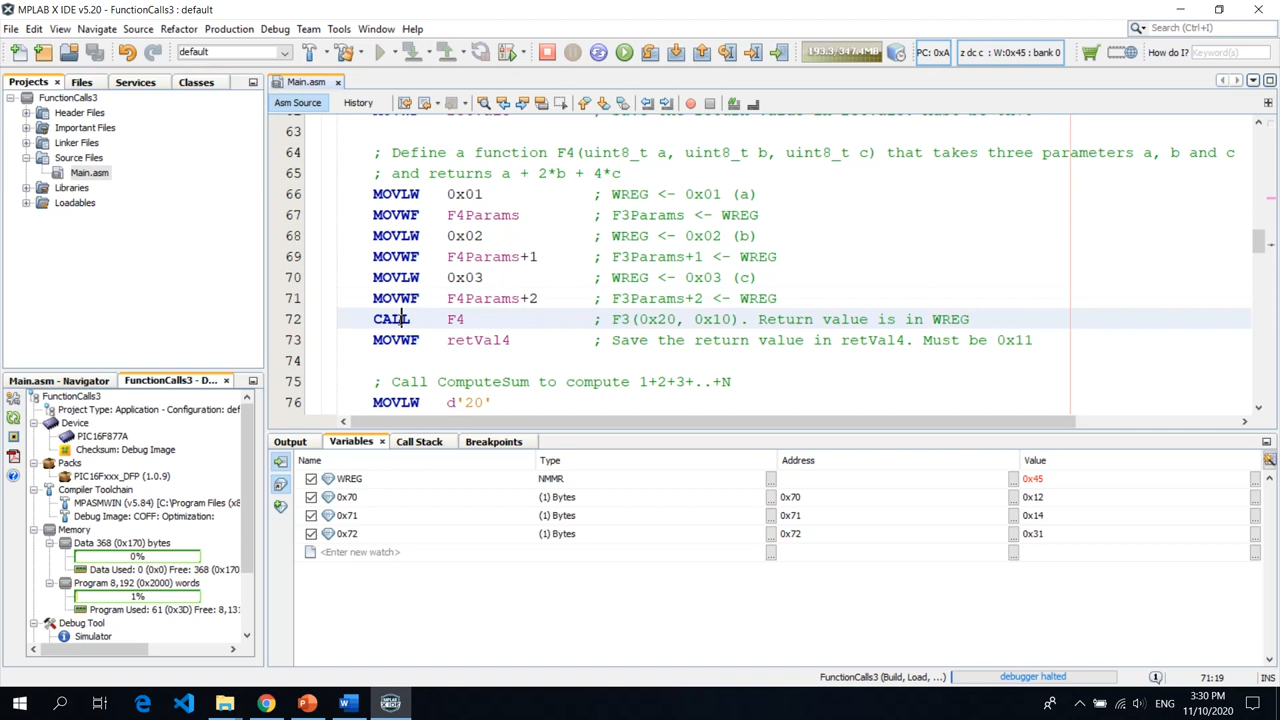 MPLAB X IDE v5.20 - FunctionCalls3 : default
File Edit View Navigate Source Refactor Production Debug Team Tools Window Help
Search (Ctrl+I)
default
193.3/347.4MB
PC: 0xA
z dc c : W:0x45 : bank 0
How do I? Keyword(s)
Projects Files Services Classes
Main.asm
FunctionCalls3
Header Files
Important Files
Linker Files
Source Files
Main.asm
Libraries
Loadables
Asm Source History
63
64 ; Define a function F4(uint8_t a, uint8_t b, uint8_t c) that takes three parameters a, b and c
65 ; and returns a + 2*b + 4*c
66 MOVLW 0x01 ; WREG <- 0x01 (a)
67 MOVWF F4Params ; F3Params <- WREG
68 MOVLW 0x02 ; WREG <- 0x02 (b)
69 MOVWF F4Params+1 ; F3Params+1 <- WREG
70 MOVLW 0x03 ; WREG <- 0x03 (c)
71 MOVWF F4Params+2 ; F3Params+2 <- WREG
72 CALL F4 ; F3(0x20, 0x10). Return value is in WREG
73 MOVWF retVal4 ; Save the return value in retVal4. Must be 0x11
74
75 ; Call ComputeSum to compute 1+2+3+..+N
76 MOVLW d'20'
Main.asm - Navigator FunctionCalls3 - D...
FunctionCalls3
Project Type: Application - Configuration: def
Device
PIC16F877A
Checksum: Debug Image
Packs
PIC16Fxxx_DFP (1.0.9)
Compiler Toolchain
MPASMWIN (v5.84) [C:\Program Files (x8
Debug Image: COFF: Optimization:
Memory
Data 368 (0x170) bytes
0%
Data Used: 0 (0x0) Free: 368 (0x170
Program 8,192 (0x2000) words
1%
Program Used: 61 (0x3D) Free: 8,131
Debug Tool
Simulator
Output Variables Call Stack Breakpoints
Name Type Address Value
WREG NMMR 0x45
0x70 (1) Bytes 0x70 0x12
0x71 (1) Bytes 0x71 0x14
0x72 (1) Bytes 0x72 0x31
<Enter new watch>
FunctionCalls3 (Build, Load, ...) debugger halted 1 71:19 INS
ENG 3:30 PM
11/10/2020